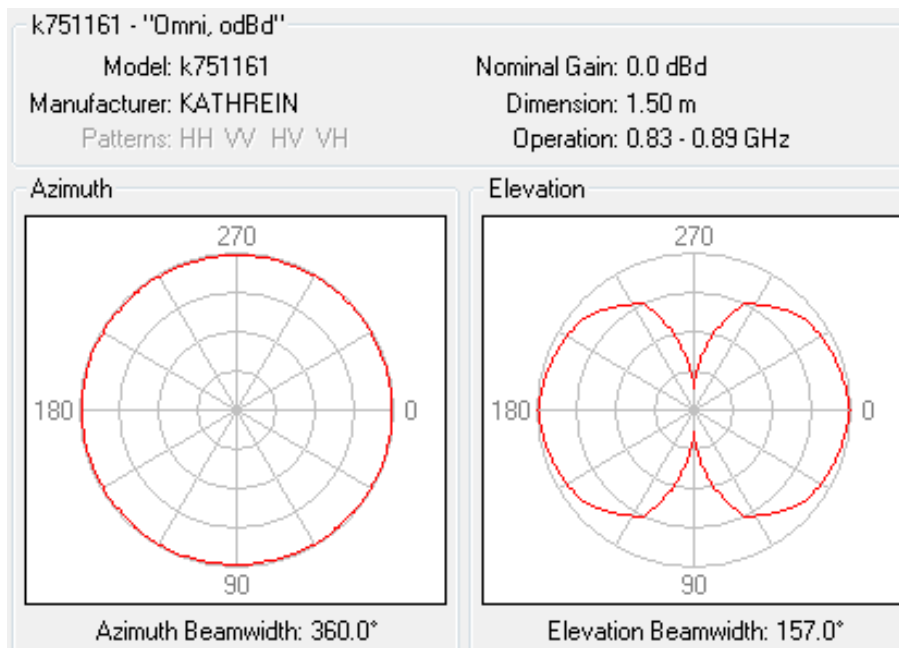 k751161 - "Omni, odBd"
Model: k751161
Nominal Gain: 0.0 dBd
Manufacturer: KATHREIN
Dimension: 1.50 m
Patterns: HH VV HV VH
Operation: 0.83 - 0.89 GHz
Azimuth
270
180
0
90
Azimuth Beamwidth: 360.0°
Elevation
270
180
0
90
Elevation Beamwidth: 157.0°